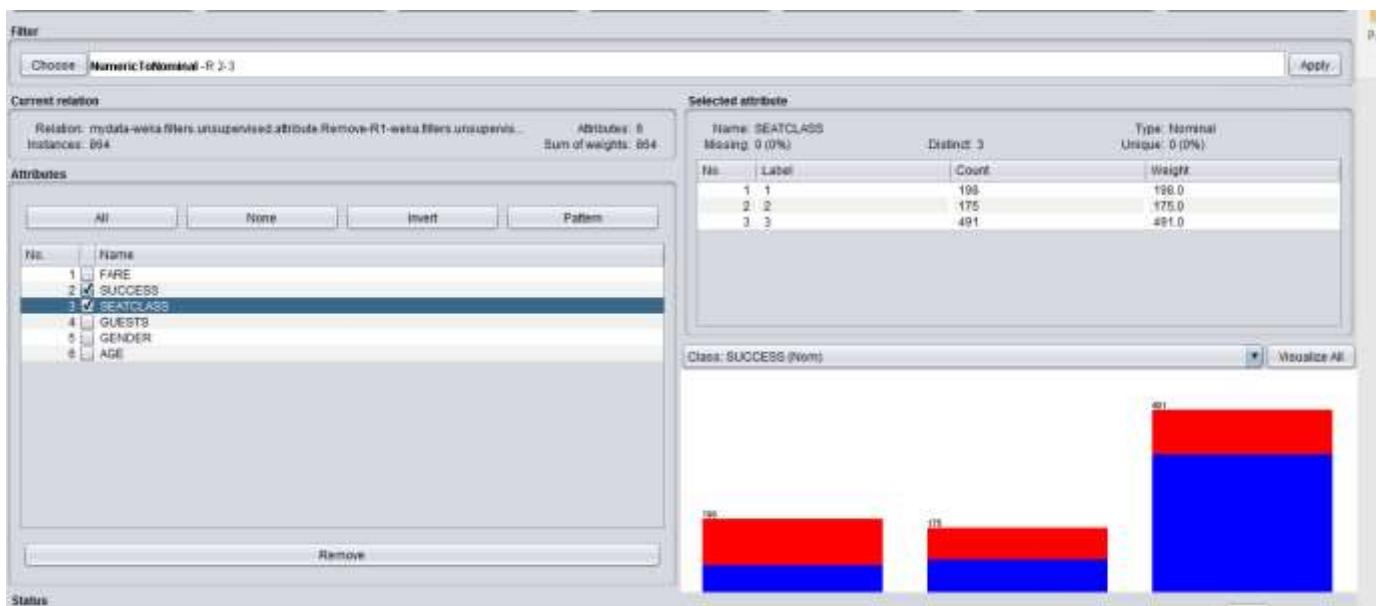 Filter
Choose NumericToNominal -R 2-3 Apply
Current relation
Relation: mydata-weka.filters.unsupervised.attribute.Remove-R1-weka.filters.unsupervis... Attributes: 6
Instances: 864 Sum of weights: 864
Selected attribute
Name: SEATCLASS Type: Nominal
Missing: 0 (0%) Distinct: 3 Unique: 0 (0%)
No. Label Count Weight
1 1 198 198.0
2 2 175 175.0
3 3 491 491.0
Attributes
All None Invert Pattern
No. Name
1 FARE
2 SUCCESS
3 SEATCLASS
4 GUESTS
5 GENDER
6 AGE
Remove
Class: SUCCESS (Nom) Visualize All
198
175
491
Status